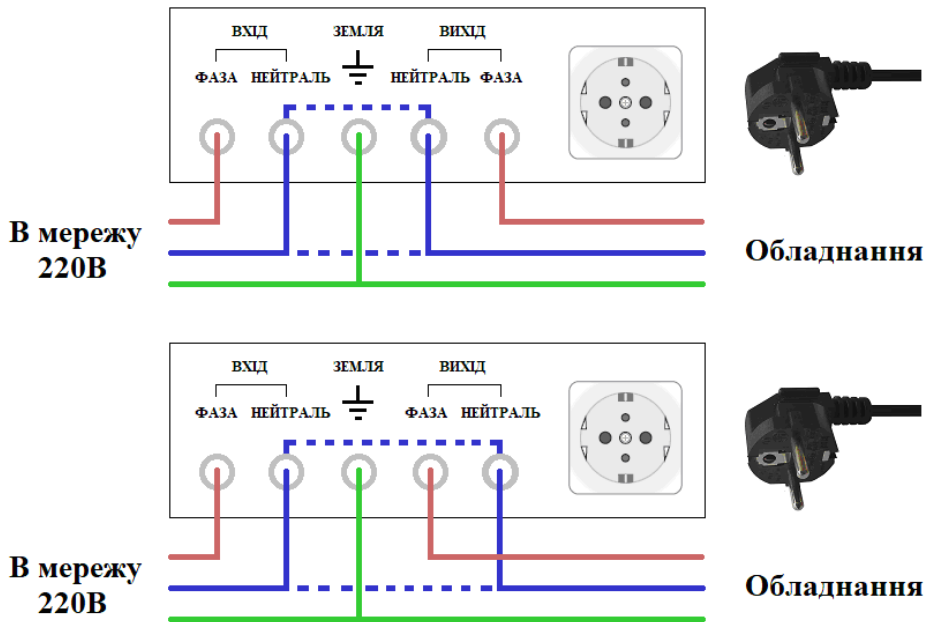 ВХІД ЗЕМЛЯ ВИХІД
ФАЗА НЕЙТРАЛЬ НЕЙТРАЛЬ ФАЗА
В мережу
220В
Обладнання
ВХІД ЗЕМЛЯ ВИХІД
ФАЗА НЕЙТРАЛЬ ФАЗА НЕЙТРАЛЬ
В мережу
220В
Обладнання